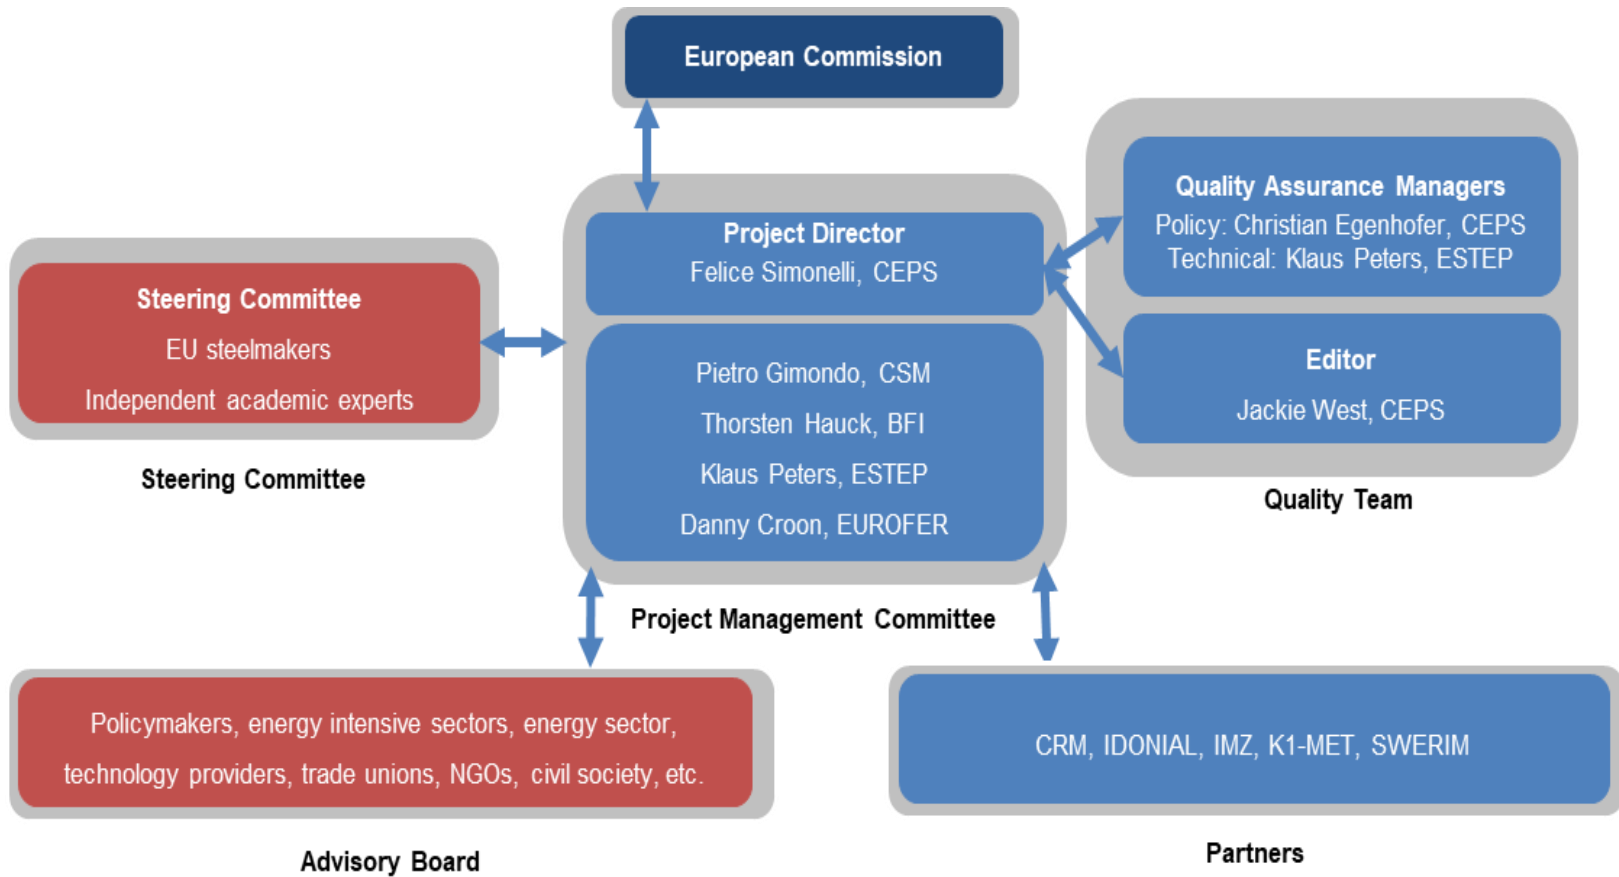 European Commission
Quality Assurance Managers
Policy: Christian Egenhofer, CEPS
Technical: Klaus Peters, ESTEP
Project Director
Felice Simonelli, CEPS
Steering Committee
EU steelmakers
Independent academic experts
Steering Committee
Pietro Gimondo, CSM
Thorsten Hauck, BFI
Klaus Peters, ESTEP
Danny Croon, EUROFER
Editor
Jackie West, CEPS
Quality Team
Project Management Committee
Policymakers, energy intensive sectors, energy sector,
technology providers, trade unions, NGOs, civil society, etc.
Advisory Board
CRM, IDONIAL, IMZ, K1-MET, SWERIM
Partners